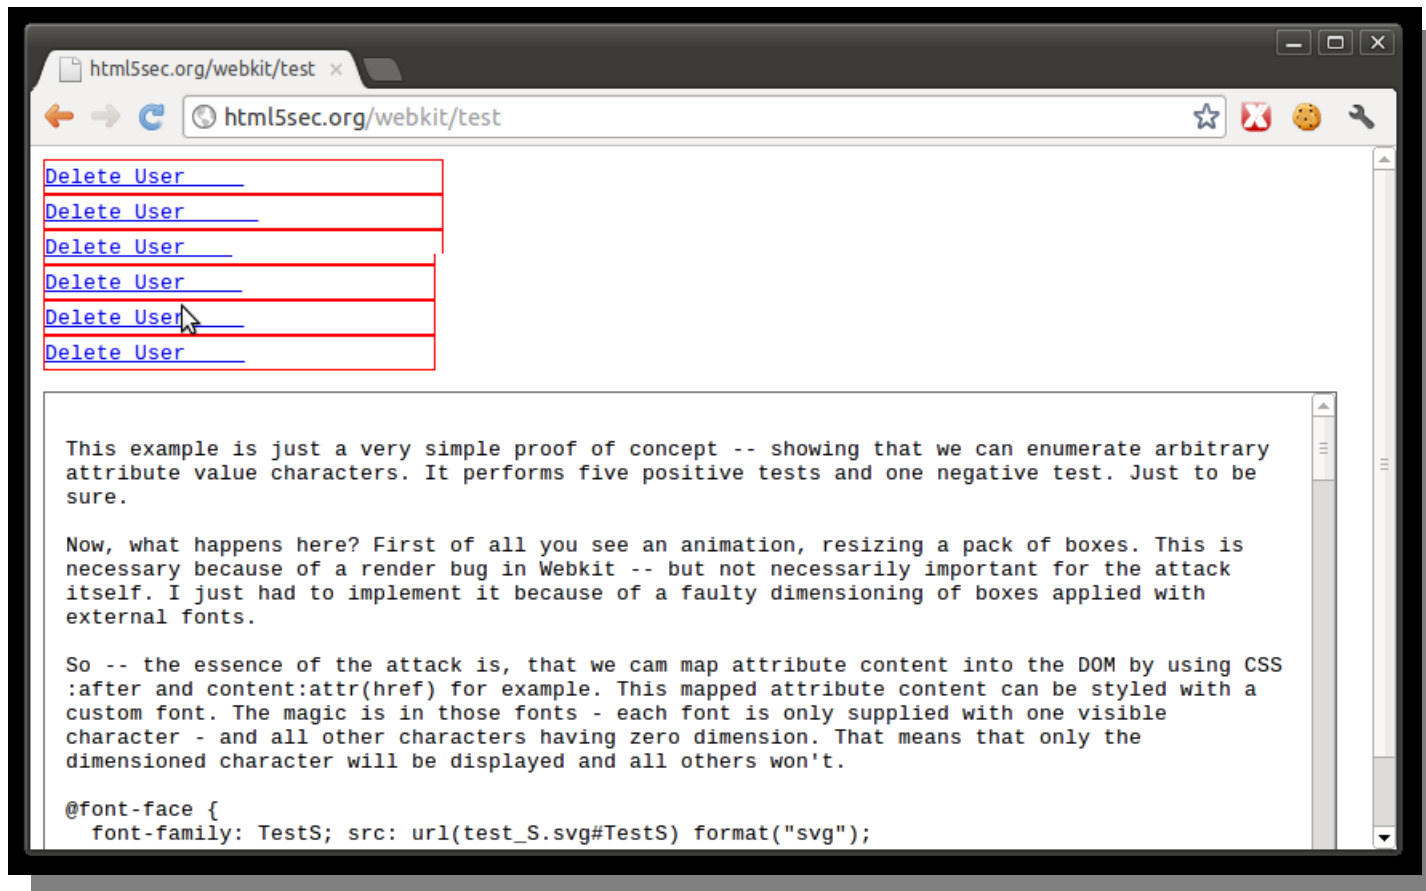 html5sec.org/webkit/test
html5sec.org/webkit/test
Delete User
Delete User
Delete User
Delete User
Delete User
Delete User
This example is just a very simple proof of concept -- showing that we can enumerate arbitrary
attribute value characters. It performs five positive tests and one negative test. Just to be
sure.
Now, what happens here? First of all you see an animation, resizing a pack of boxes. This is
necessary because of a render bug in Webkit -- but not necessarily important for the attack
itself. I just had to implement it because of a faulty dimensioning of boxes applied with
external fonts.
So -- the essence of the attack is, that we cam map attribute content into the DOM by using CSS
:after and content:attr(href) for example. This mapped attribute content can be styled with a
custom font. The magic is in those fonts - each font is only supplied with one visible
character - and all other characters having zero dimension. That means that only the
dimensioned character will be displayed and all others won't.
@font-face {
  font-family: TestS; src: url(test_S.svg#TestS) format("svg");